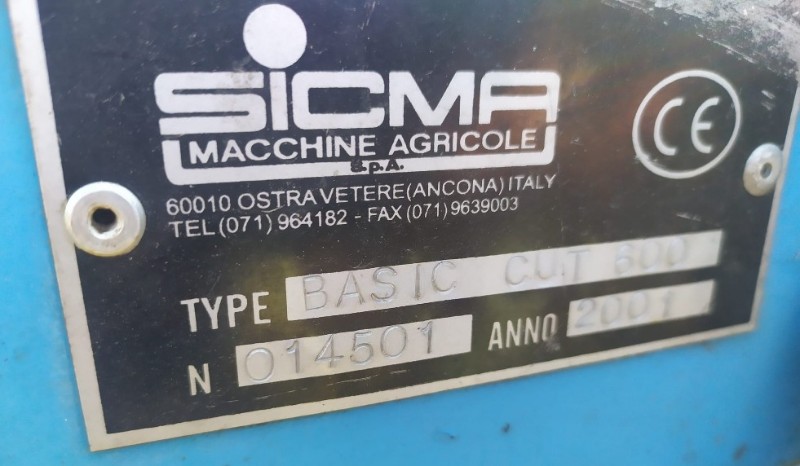 SICMA
MACCHINE AGRICOLE
S.p.A.
CE
60010 OSTRA VETERE (ANCONA) ITALY
TEL (071) 964182 - FAX (071) 9639003
TYPE BASIC CUT 600
N 014501 ANNO 2001